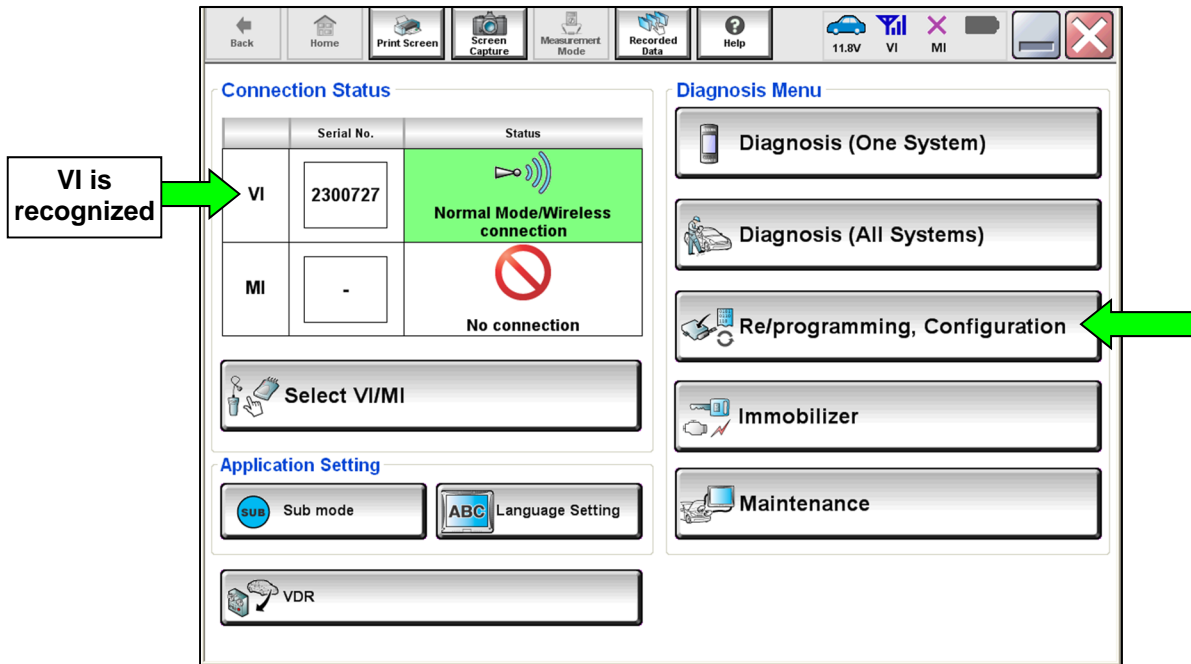 Back
Home
Print Screen
Screen
Capture
Measurement
Mode
Recorded
Data
?
Help
11.8V
VI
MI
Connection Status
Serial No.
Status
VI is
recognized
VI
2300727
Normal Mode/Wireless
connection
MI
-
No connection
Select VI/MI
Application Setting
SUB
Sub mode
ABC
Language Setting
VDR
Diagnosis Menu
Diagnosis (One System)
Diagnosis (All Systems)
Re/programming, Configuration
Immobilizer
Maintenance